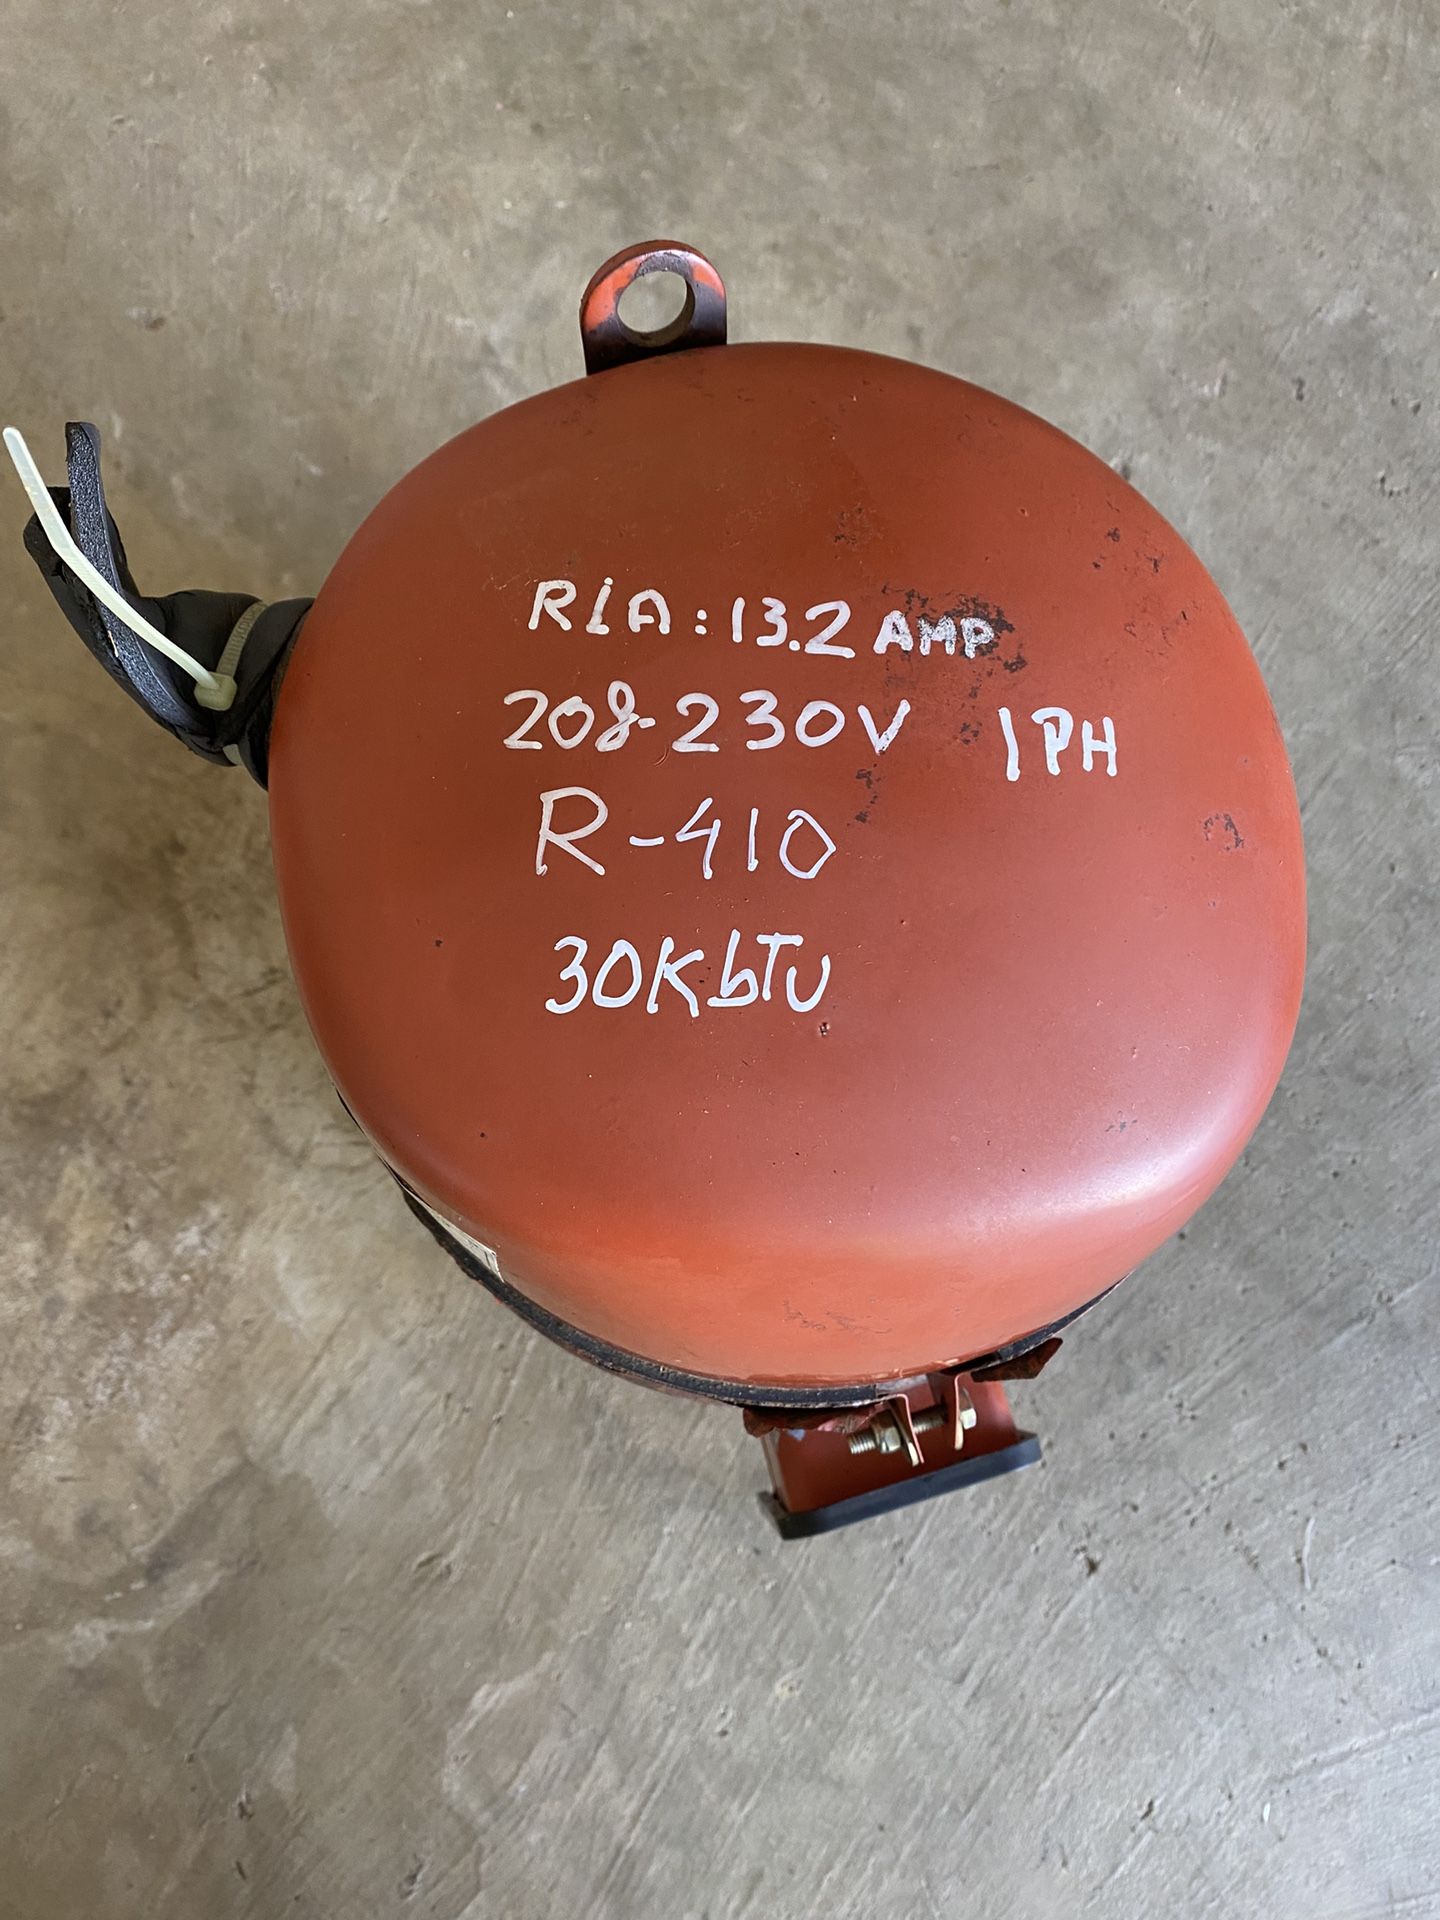 RLA: 13.2 AMP
208-230V 1PH
R-410
30KbTU